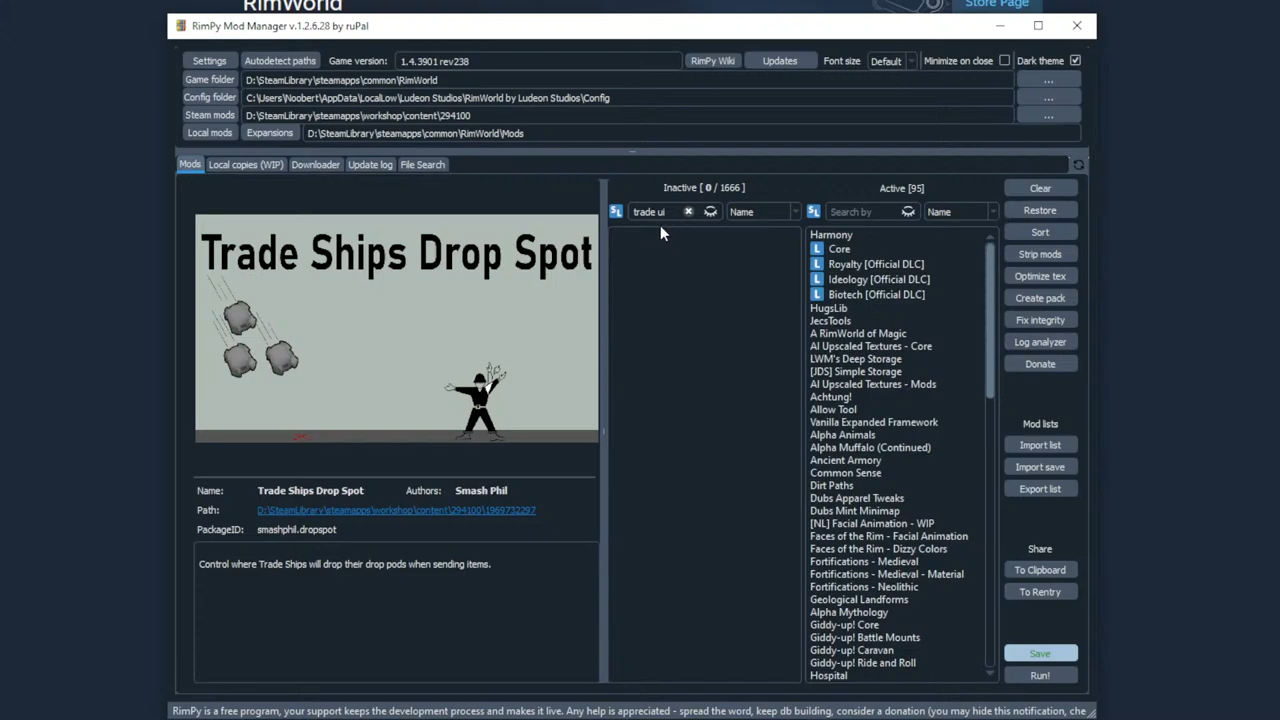 RimWorld
Store Page
RimPy Mod Manager v.1.2.6.28 by ruPal
Settings
Autodetect paths
Game version:
1.4.3901 rev238
RimPy Wiki
Updates
Font size
Default
Minimize on close
Dark theme
Game folder
D:\SteamLibrary\steamapps\common\RimWorld
...
Config folder
C:\Users\Noobert\AppData\LocalLow\Ludeon Studios\RimWorld by Ludeon Studios\Config
...
Steam mods
D:\SteamLibrary\steamapps\workshop\content\294100
...
Local mods
Expansions
D:\SteamLibrary\steamapps\common\RimWorld\Mods
Mods
Local copies (WIP)
Downloader
Update log
File Search
Trade Ships Drop Spot
Name:
Trade Ships Drop Spot
Authors:
Smash Phil
Path:
D:\SteamLibrary\steamapps\workshop\content\294100\1969732297
PackageID:
smashphil.dropspot
Control where Trade Ships will drop their drop pods when sending items.
Inactive [ 0 / 1666 ]
SL
trade ui
Name
Active [95]
SL
Search by
Name
Harmony
L Core
L Royalty [Official DLC]
L Ideology [Official DLC]
L Biotech [Official DLC]
HugsLib
JecsTools
A RimWorld of Magic
AI Upscaled Textures - Core
LWM's Deep Storage
[JDS] Simple Storage
AI Upscaled Textures - Mods
Achtung!
Allow Tool
Vanilla Expanded Framework
Alpha Animals
Alpha Muffalo (Continued)
Ancient Armory
Common Sense
Dirt Paths
Dubs Apparel Tweaks
Dubs Mint Minimap
[NL] Facial Animation - WIP
Faces of the Rim - Facial Animation
Faces of the Rim - Dizzy Colors
Fortifications - Medieval
Fortifications - Medieval - Material
Fortifications - Neolithic
Geological Landforms
Alpha Mythology
Giddy-up! Core
Giddy-up! Battle Mounts
Giddy-up! Caravan
Giddy-up! Ride and Roll
Hospital
Clear
Restore
Sort
Strip mods
Optimize tex
Create pack
Fix integrity
Log analyzer
Donate
Mod lists
Import list
Import save
Export list
Share
To Clipboard
To Rentry
Save
Run!
RimPy is a free program, your support keeps the development process and makes it live. Any help is appreciated - spread the word, keep db building, consider a donation (you may hide this notification, che